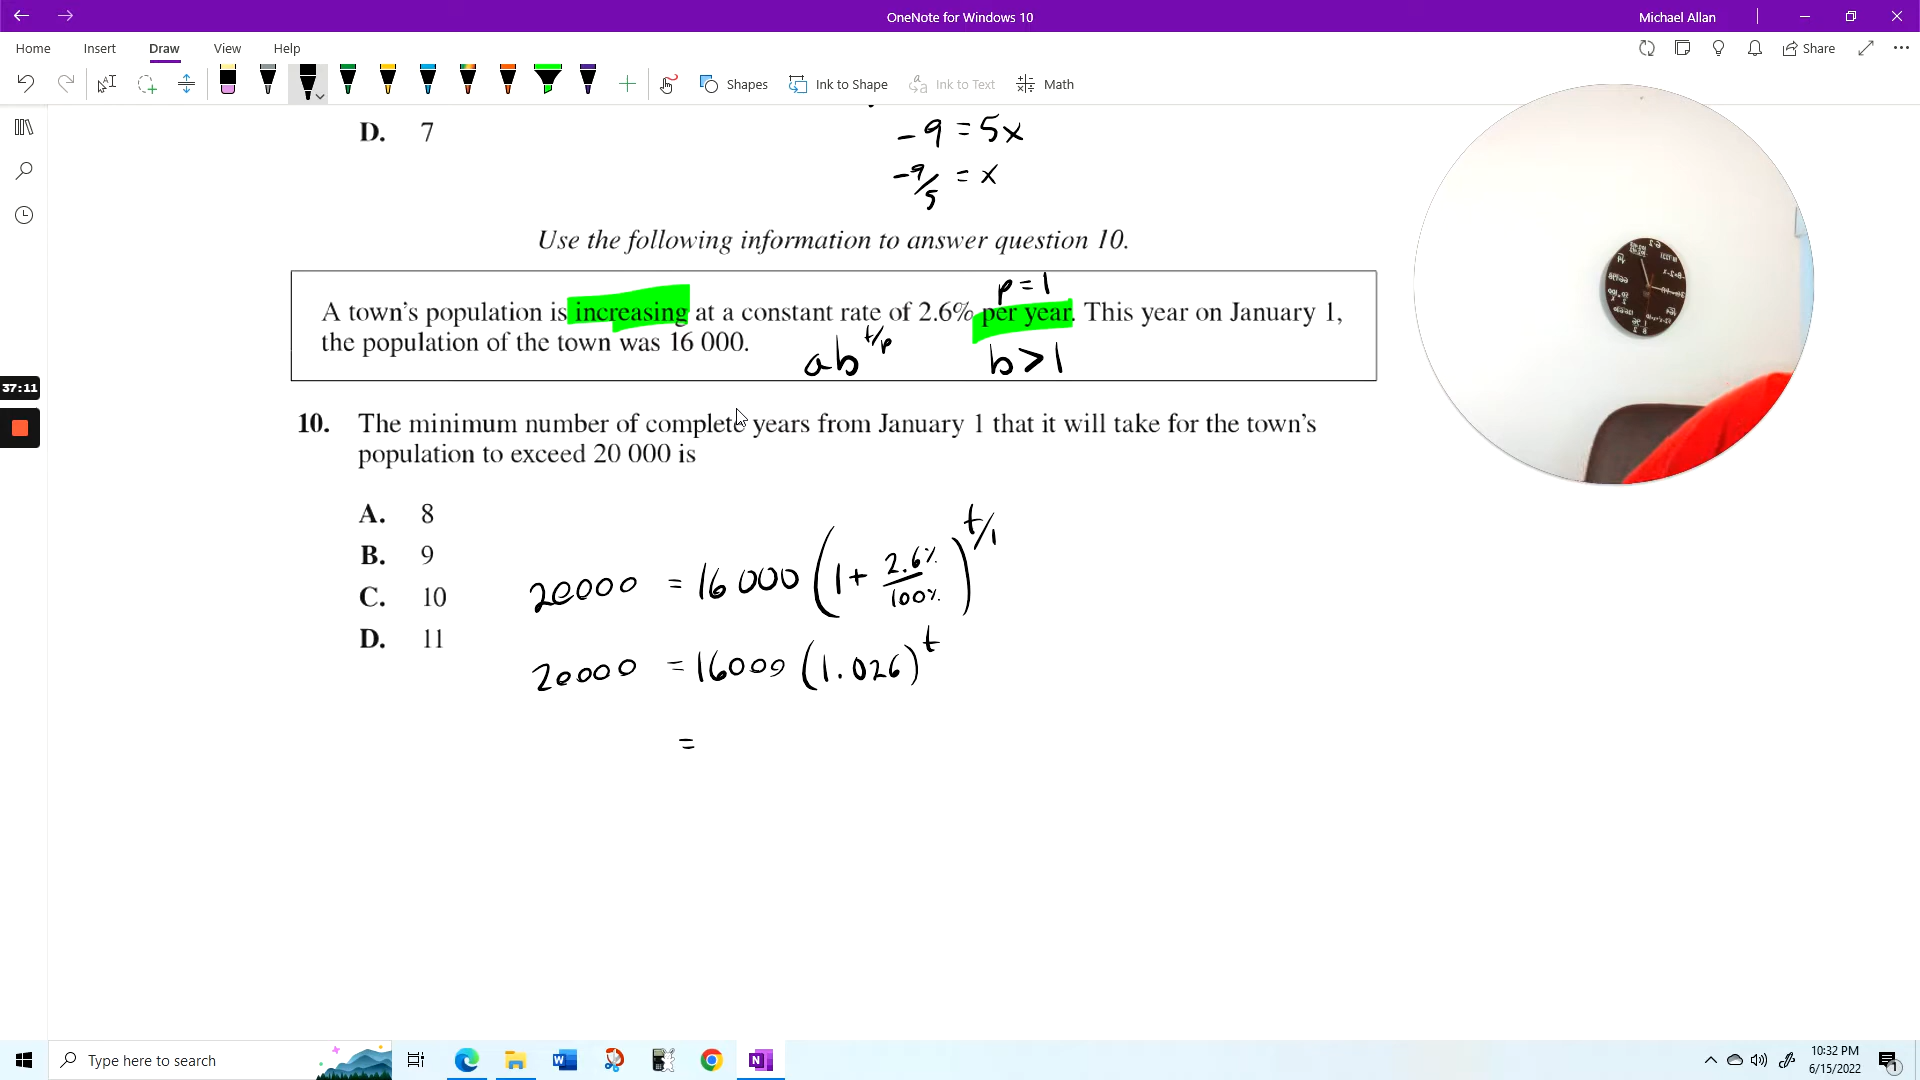 OneNote for Windows 10
Michael Allan
Home Insert Draw View Help
Share
Shapes Ink to Shape Ink to Text Math
D. 7
-9 = 5x
-9/5 = x
Use the following information to answer question 10.
p = 1
A town's population is increasing at a constant rate of 2.6% per year. This year on January 1,
the population of the town was 16 000.
ab^t/p b > 1
37:11
10. The minimum number of complete years from January 1 that it will take for the town's
population to exceed 20 000 is
A. 8
B. 9
C. 10
D. 11
20000 = 16 000 (1 + 2.6%/100%)^t/1
20000 = 16000 (1.026)^t
=
Type here to search
10:32 PM
6/15/2022
1